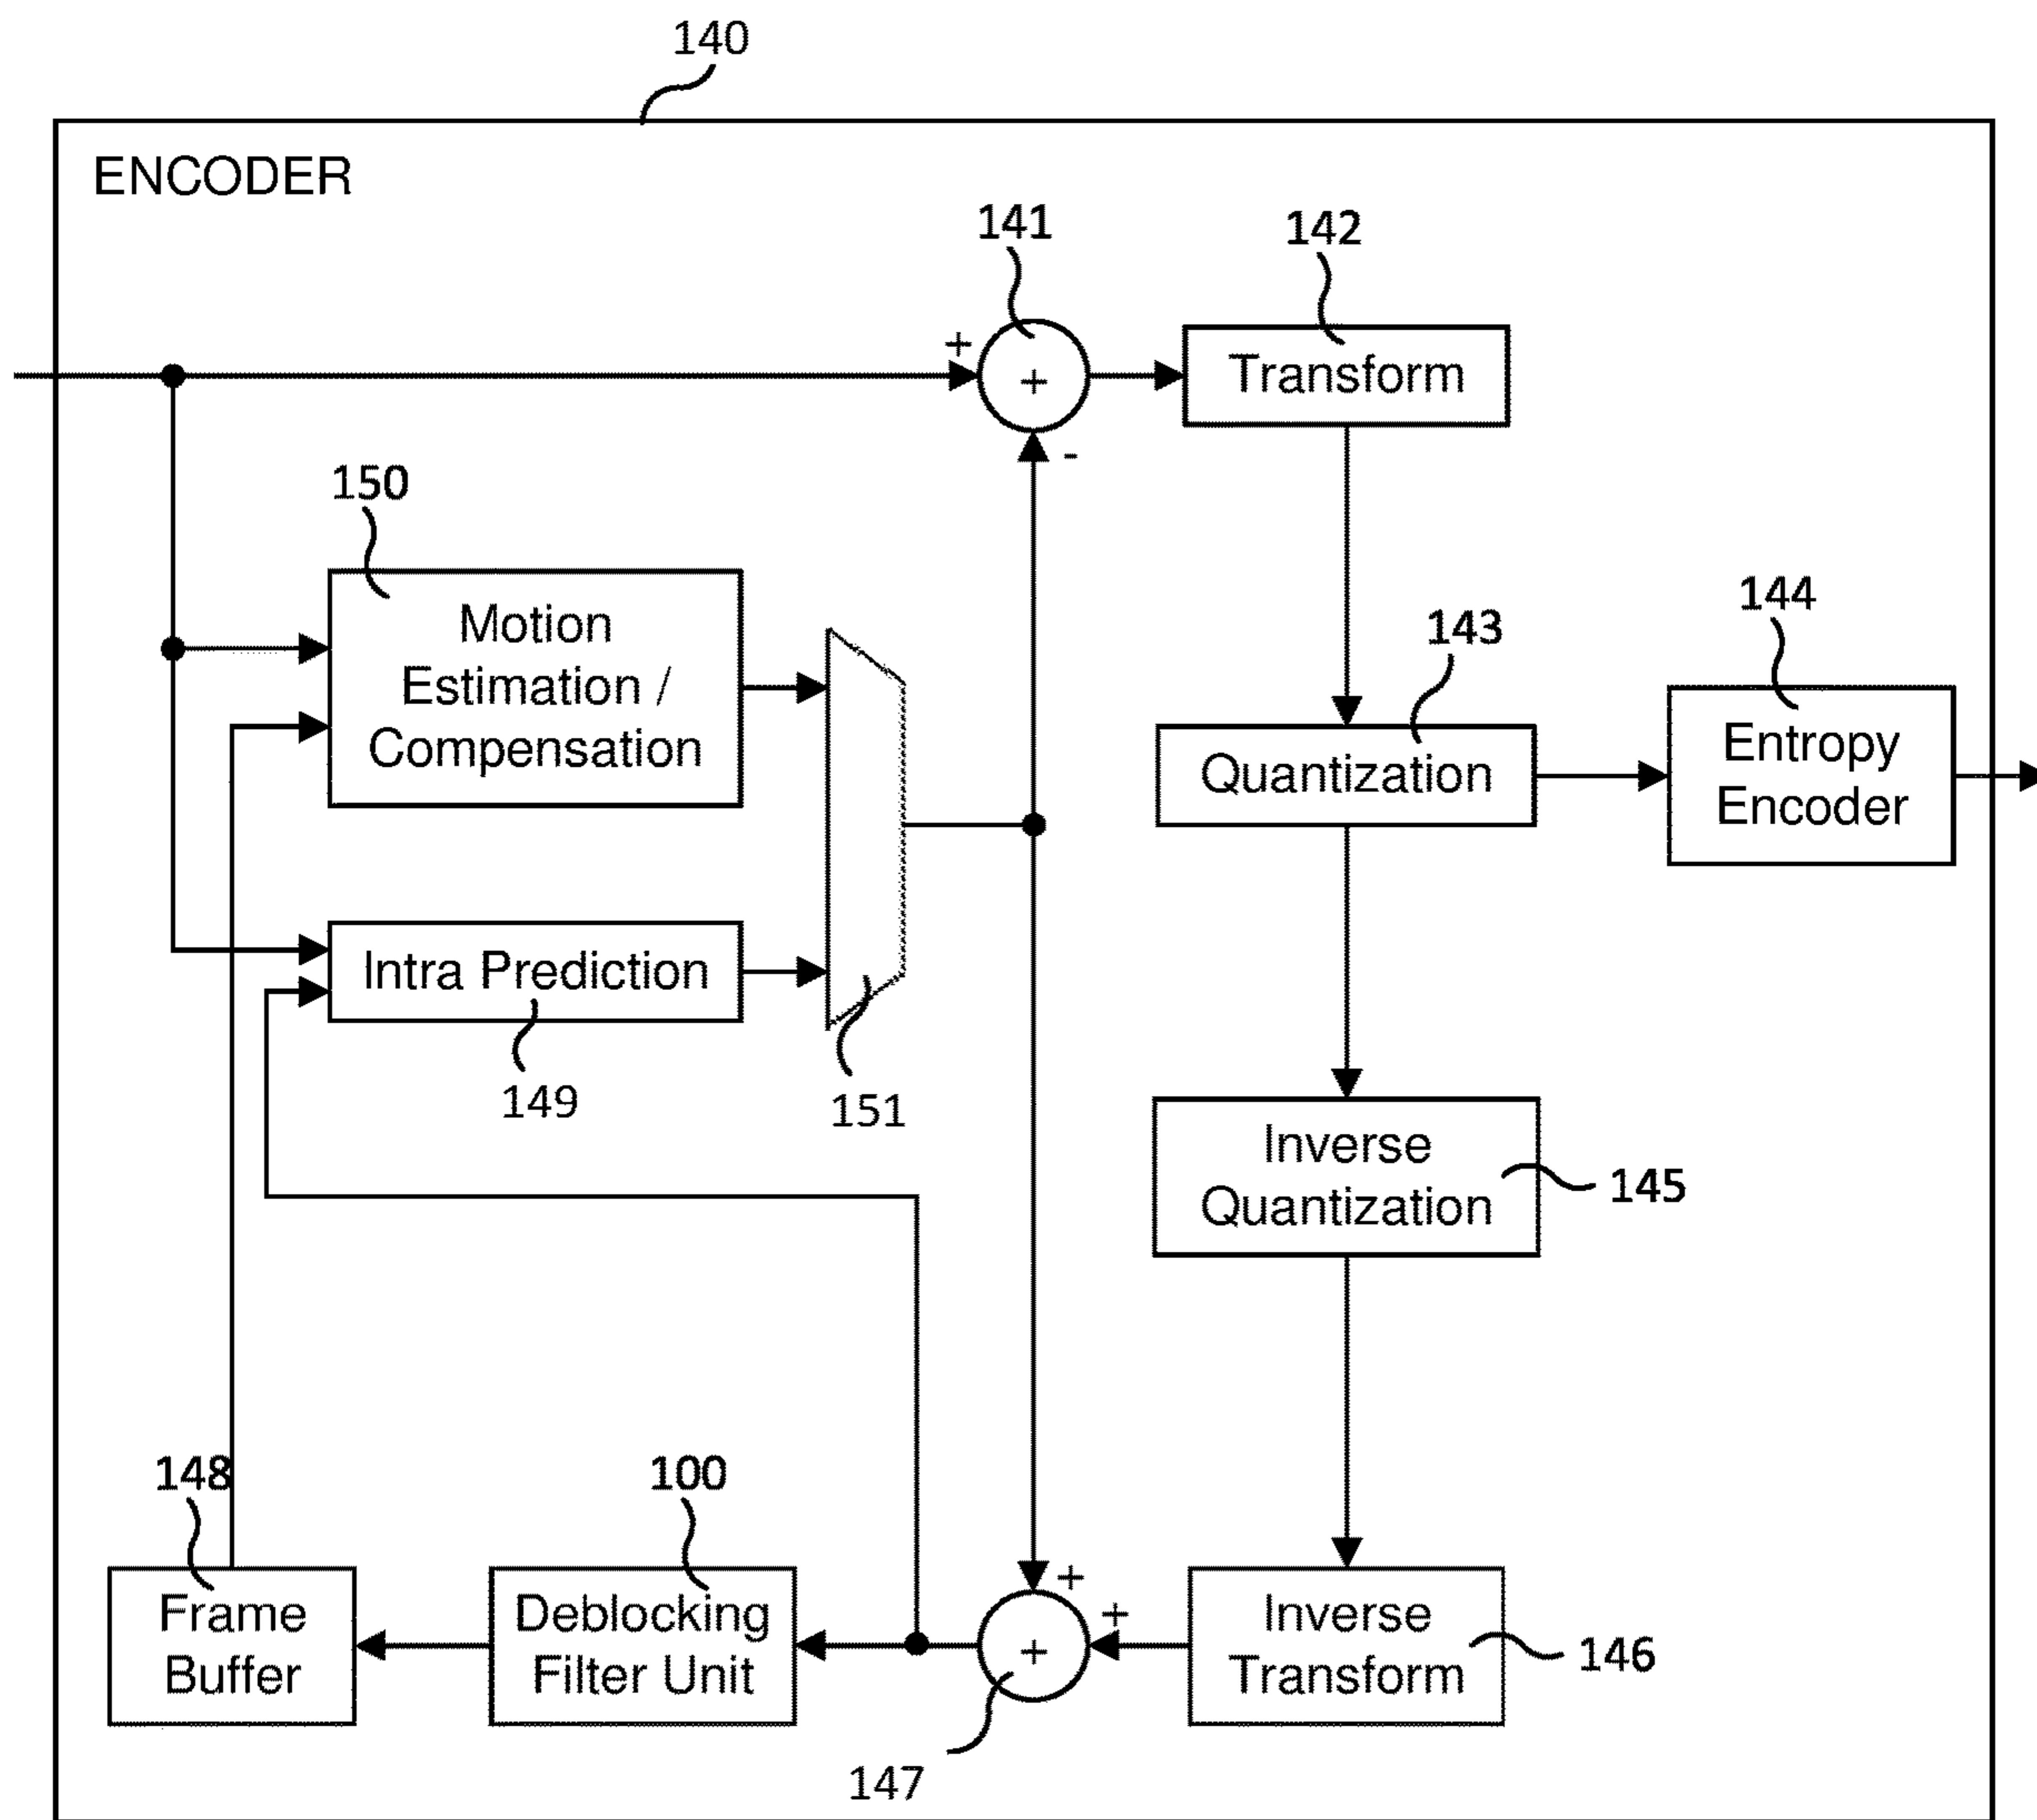 140
ENCODER
141
142
+
+
Transform
-
150
Motion
Estimation /
Compensation
143
144
Quantization
Entropy
Encoder
Intra Prediction
149
151
Inverse
Quantization
145
148
100
+
+
Frame
Buffer
Deblocking
Filter Unit
+
Inverse
Transform
146
147